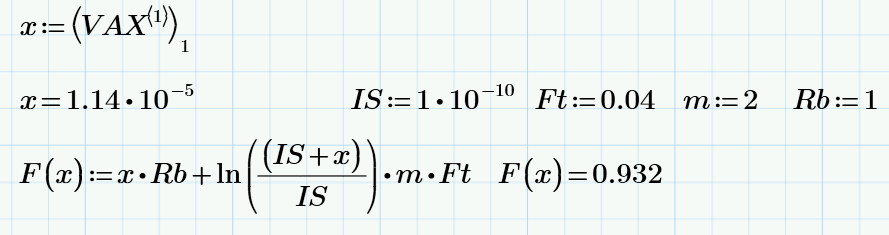 x:=(VAX^⟨1⟩)_1
x=1.14·10^-5 IS:=1·10^-10 Ft:=0.04 m:=2 Rb:=1
F(x):=x·Rb+ln((IS+x)/IS)·m·Ft F(x)=0.932